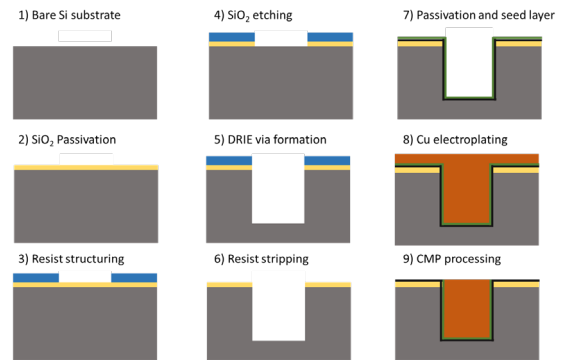 1) Bare Si substrate
2) SiO₂ Passivation
3) Resist structuring
4) SiO₂ etching
5) DRIE via formation
6) Resist stripping
7) Passivation and seed layer
8) Cu electroplating
9) CMP processing